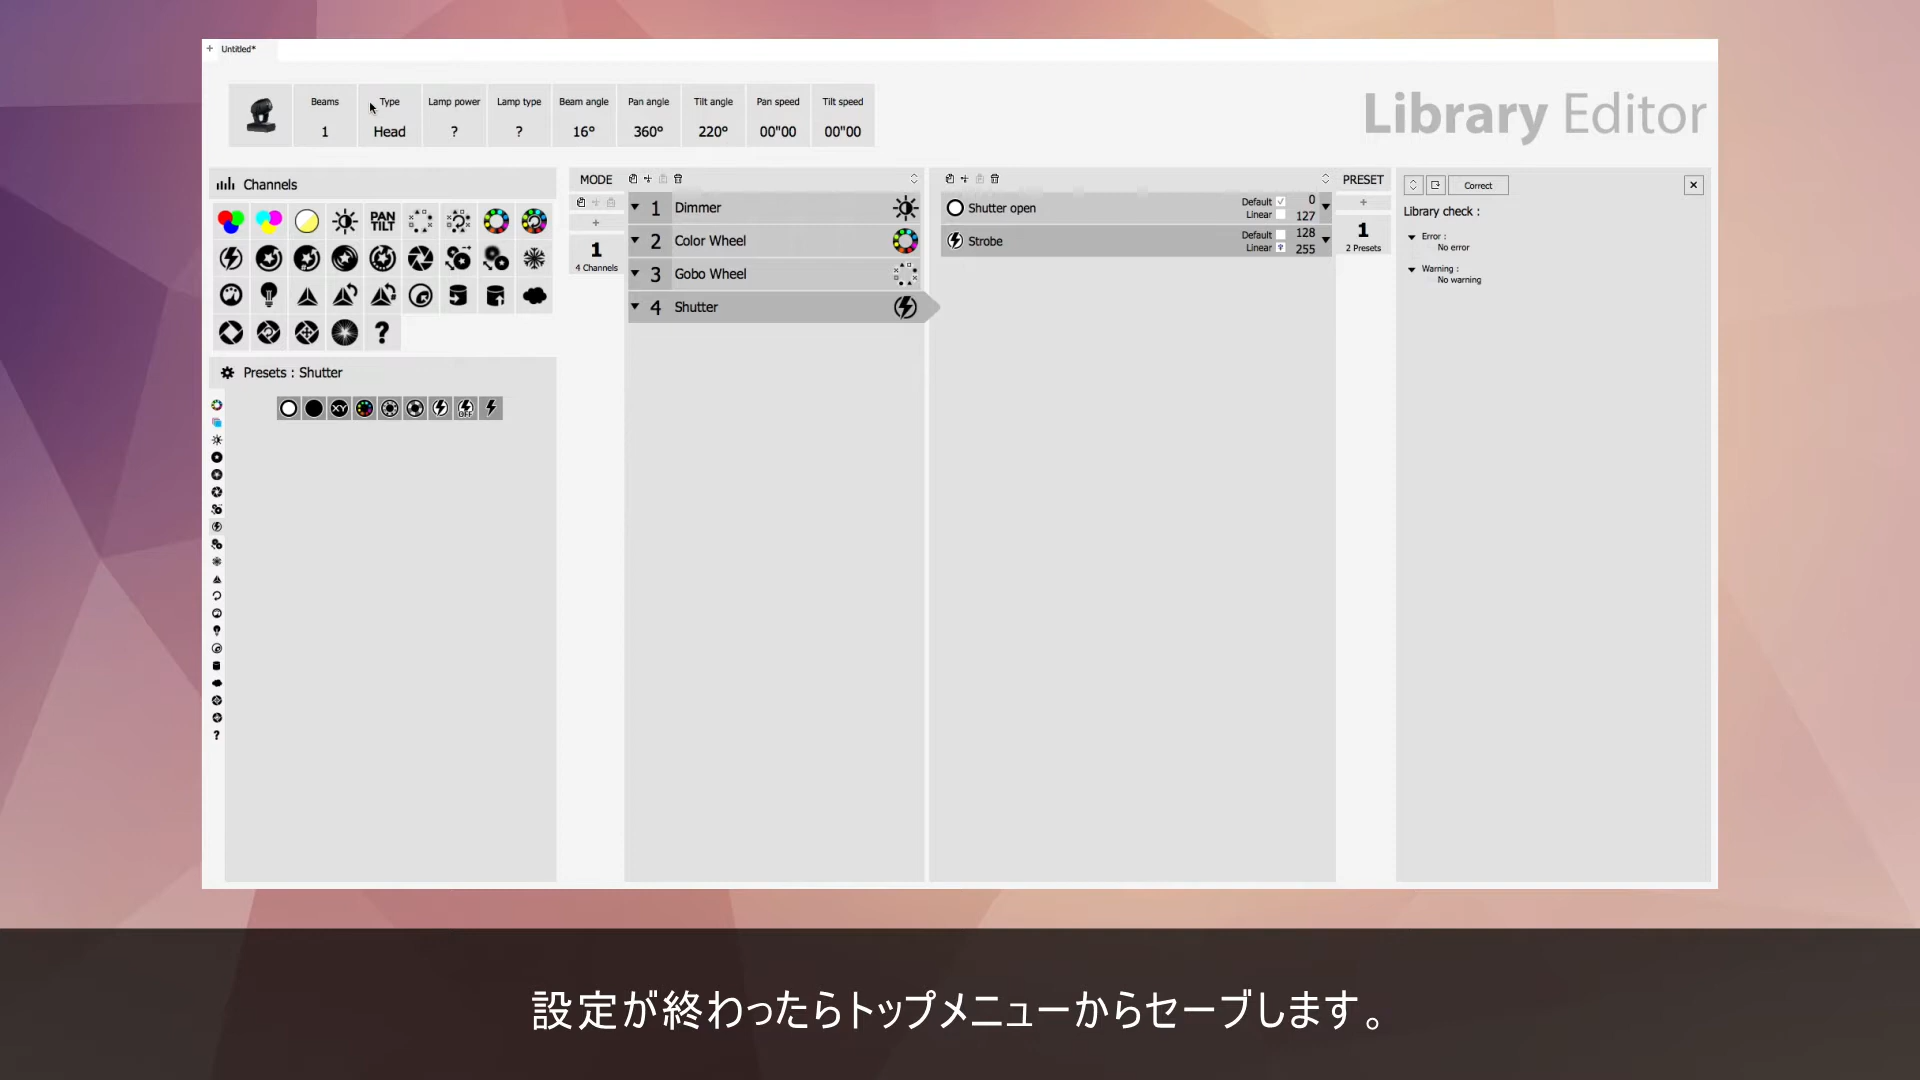 + Untitled*
Beams Type Lamp power Lamp type Beam angle Pan angle Tilt angle Pan speed Tilt speed
1 Head ? ? 16° 360° 220° 00"00 00"00
Library Editor
Channels
PAN
TILT
?
Presets : Shutter
XY
OFF
?
MODE
+
1
4 Channels
1 Dimmer
2 Color Wheel
3 Gobo Wheel
4 Shutter
Shutter open Default 0
Linear 127
Strobe Default 128
Linear 255
PRESET
+
1
2 Presets
Correct
Library check :
Error :
No error
Warning :
No warning
設定が終わったらトップメニューからセーブします。